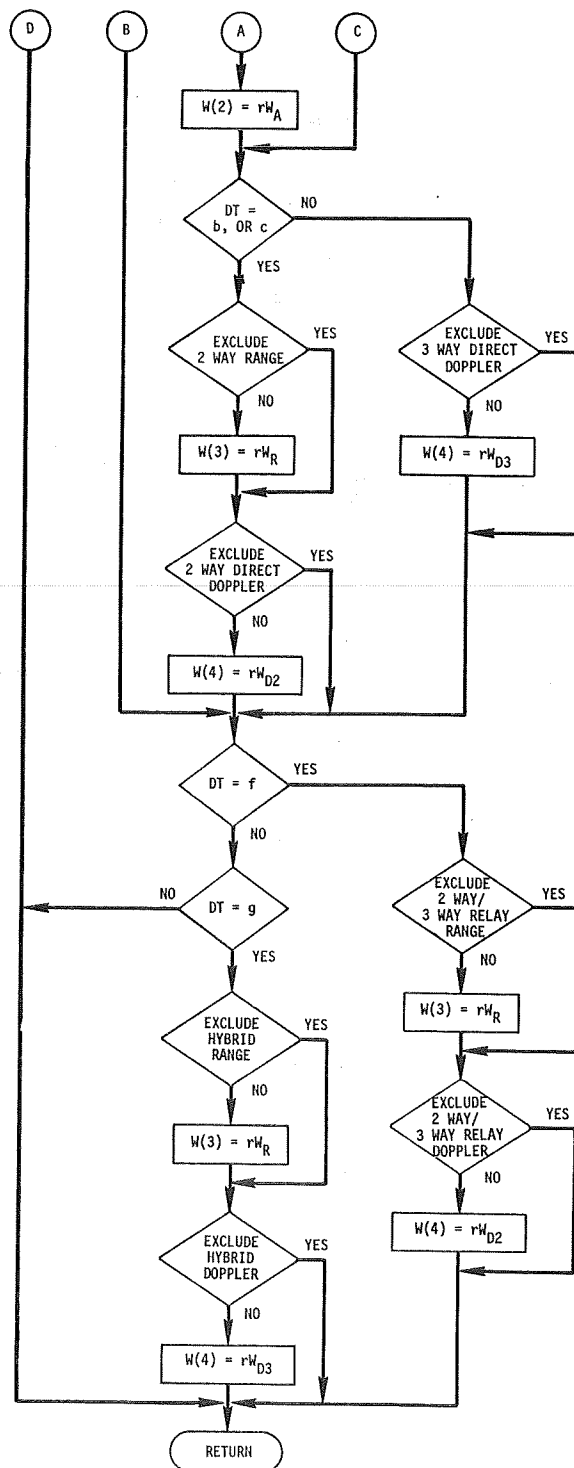 D B A C
W(2) = rW_A
DT =
b, OR c
NO
YES
EXCLUDE
2 WAY RANGE
YES
NO
EXCLUDE
3 WAY DIRECT
DOPPLER
YES
NO
W(3) = rW_R
W(4) = rW_D3
EXCLUDE
2 WAY DIRECT
DOPPLER
YES
NO
W(4) = rW_D2
DT = f
YES
NO
NO
DT = g
YES
EXCLUDE
2 WAY/
3 WAY RELAY
RANGE
YES
NO
EXCLUDE
HYBRID
RANGE
YES
NO
W(3) = rW_R
W(3) = rW_R
EXCLUDE
2 WAY/
3 WAY RELAY
DOPPLER
YES
NO
W(4) = rW_D2
EXCLUDE
HYBRID
DOPPLER
YES
NO
W(4) = rW_D3
RETURN